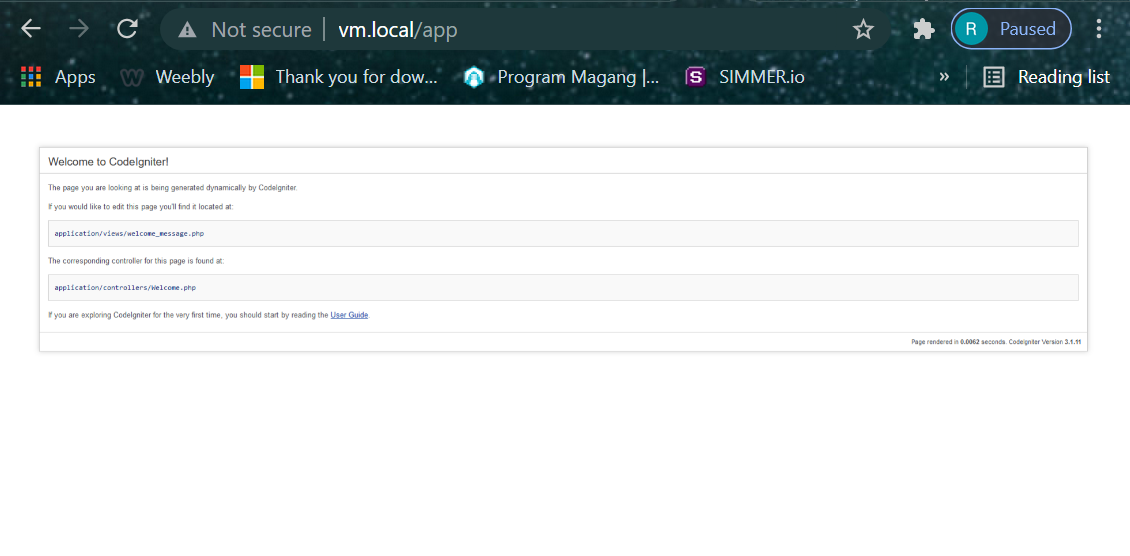 Not secure | vm.local/app
R Paused
Apps Weebly Thank you for dow... Program Magang |... S SIMMER.io » Reading list
Welcome to CodeIgniter!
The page you are looking at is being generated dynamically by CodeIgniter.
If you would like to edit this page you'll find it located at:
application/views/welcome_message.php
The corresponding controller for this page is found at:
application/controllers/Welcome.php
If you are exploring CodeIgniter for the very first time, you should start by reading the User Guide.
Page rendered in 0.0062 seconds. CodeIgniter Version 3.1.11